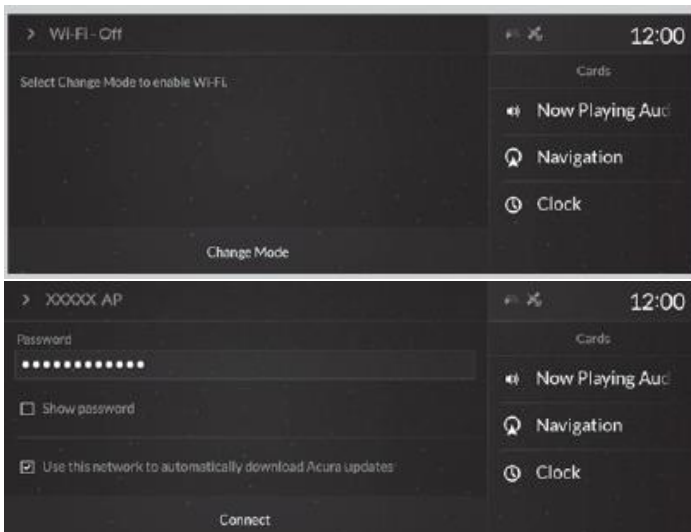 > Wi-Fi - Off
12:00
Select Change Mode to enable Wi-Fi.
Cards
Now Playing Aud
Navigation
Clock
Change Mode
> XXXXX AP
12:00
Password
••••••••••••
Cards
Now Playing Aud
Show password
Navigation
Use this network to automatically download Acura updates
Clock
Connect